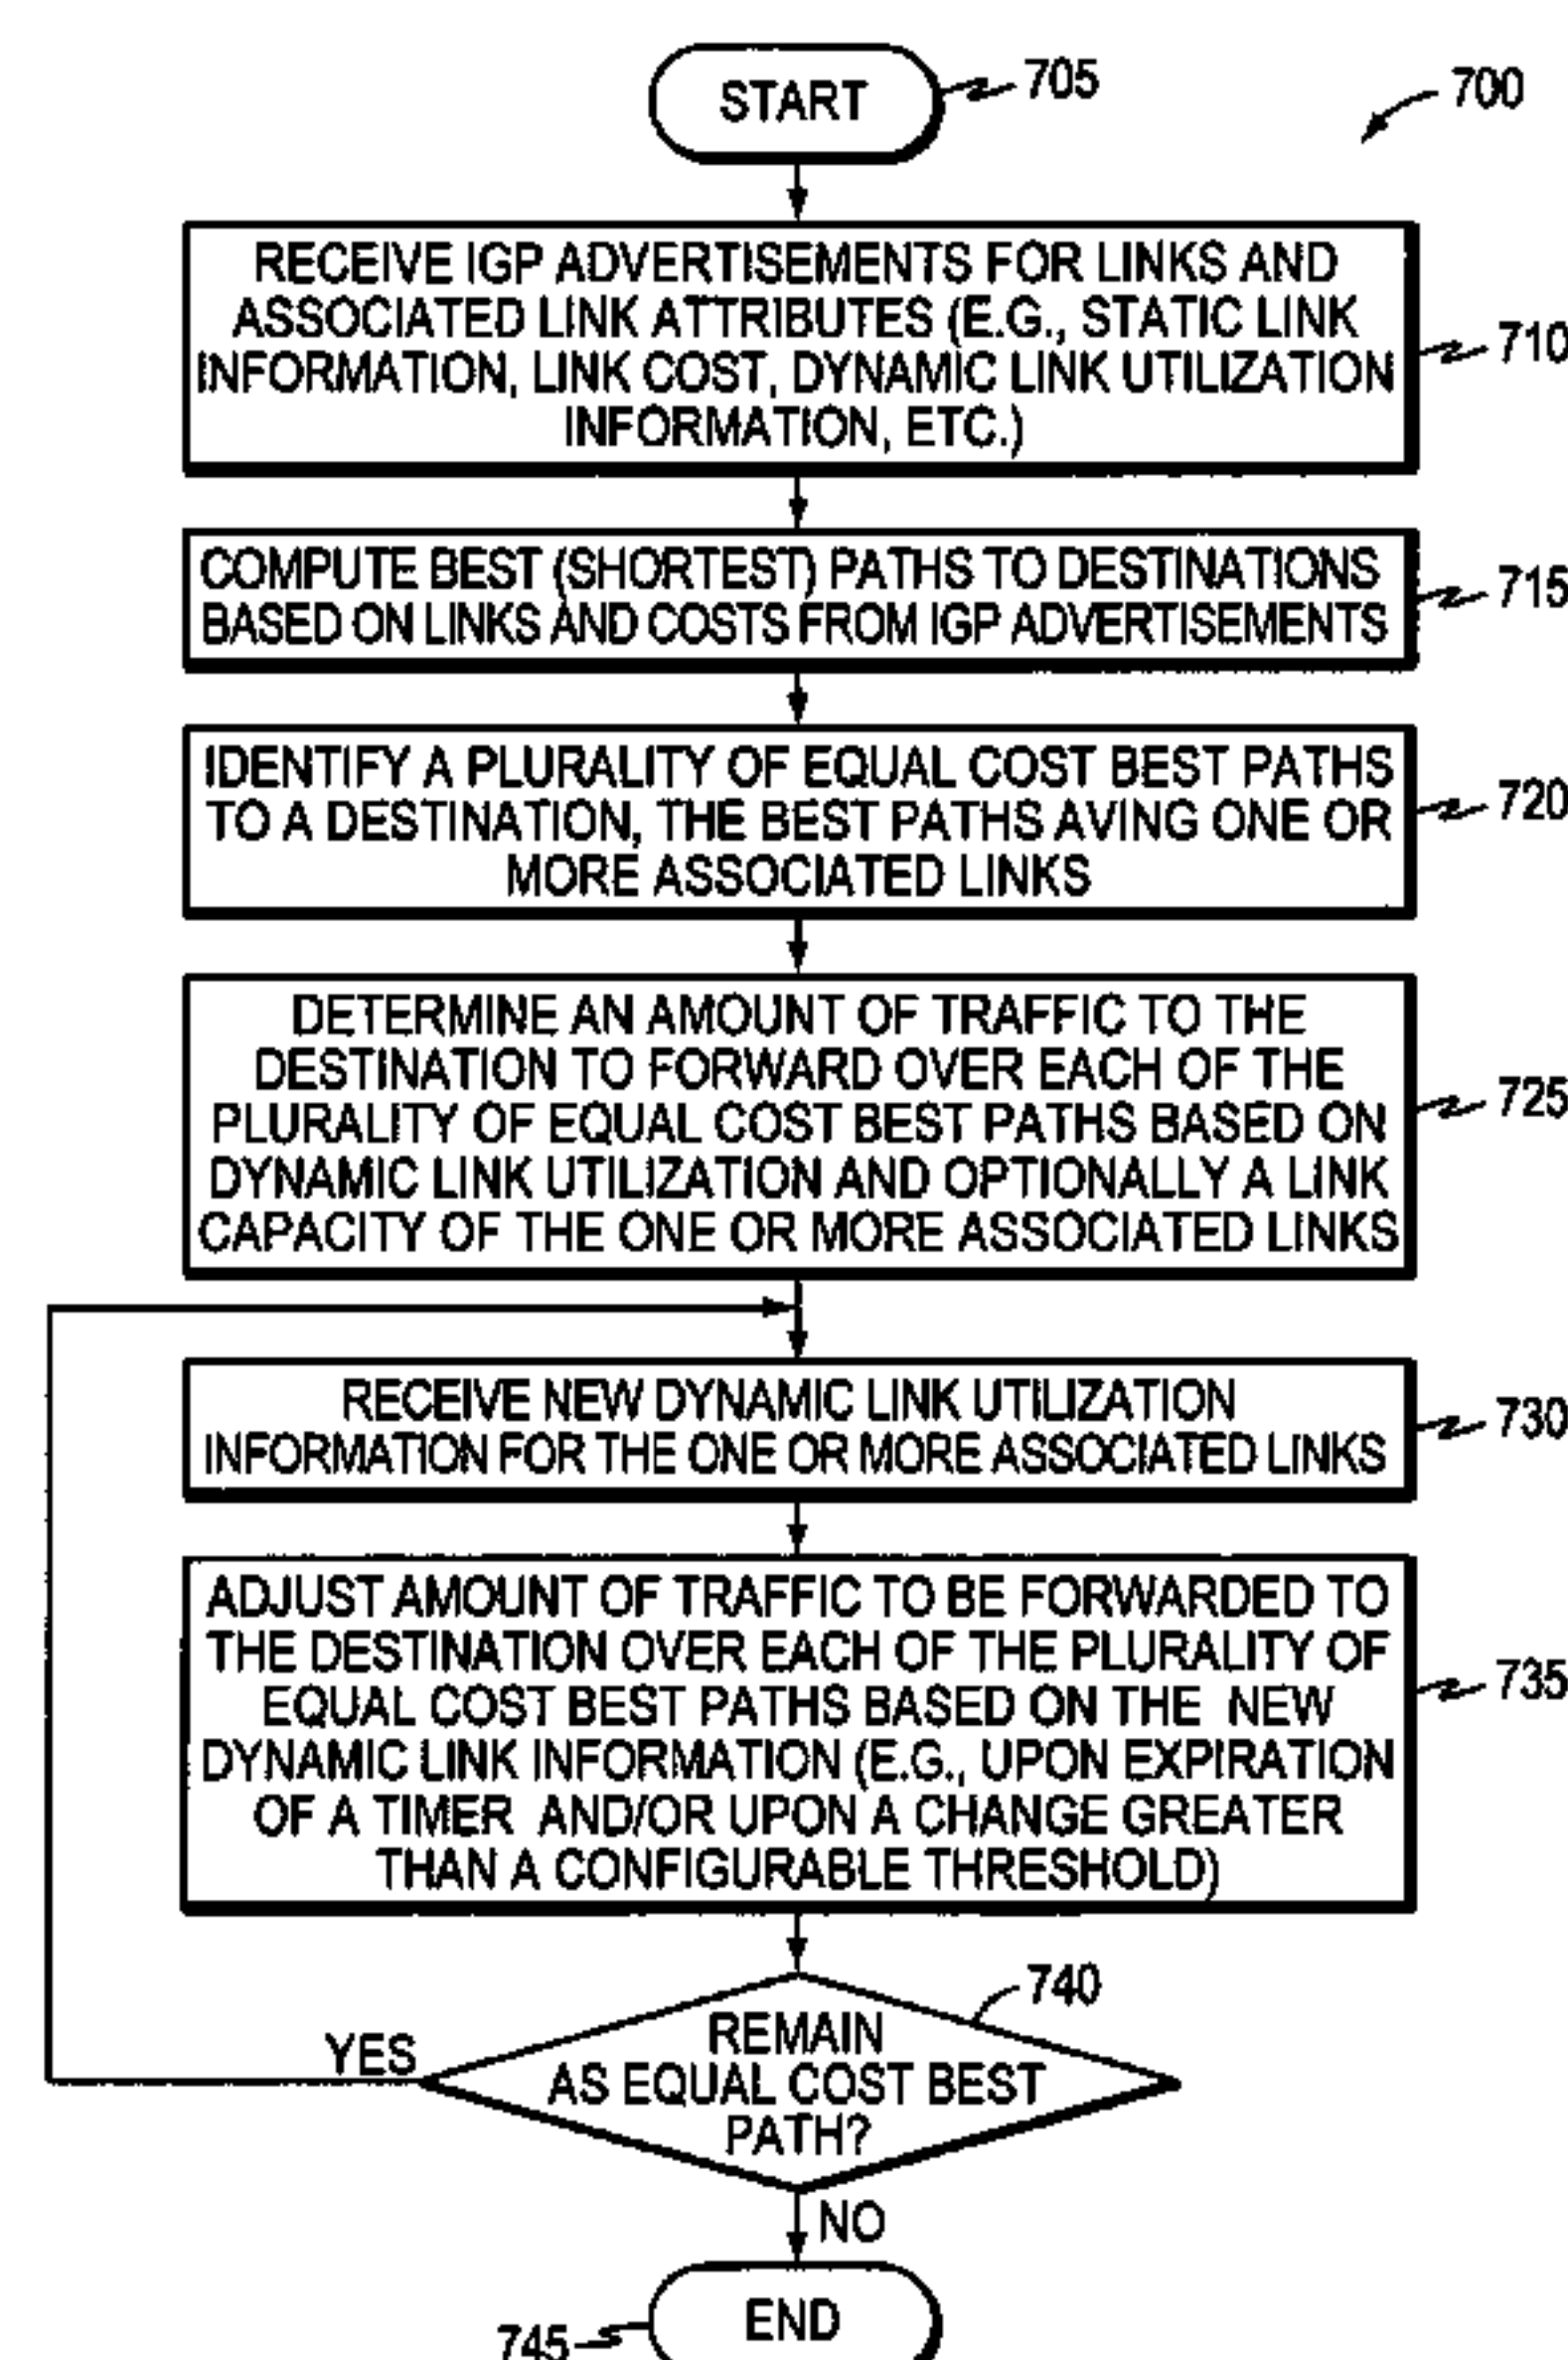 START
705
700
RECEIVE IGP ADVERTISEMENTS FOR LINKS AND
ASSOCIATED LINK ATTRIBUTES (E.G., STATIC LINK
INFORMATION, LINK COST, DYNAMIC LINK UTILIZATION
INFORMATION, ETC.)
710
COMPUTE BEST (SHORTEST) PATHS TO DESTINATIONS
BASED ON LINKS AND COSTS FROM IGP ADVERTISEMENTS
715
IDENTIFY A PLURALITY OF EQUAL COST BEST PATHS
TO A DESTINATION, THE BEST PATHS AVING ONE OR
MORE ASSOCIATED LINKS
720
DETERMINE AN AMOUNT OF TRAFFIC TO THE
DESTINATION TO FORWARD OVER EACH OF THE
PLURALITY OF EQUAL COST BEST PATHS BASED ON
DYNAMIC LINK UTILIZATION AND OPTIONALLY A LINK
CAPACITY OF THE ONE OR MORE ASSOCIATED LINKS
725
RECEIVE NEW DYNAMIC LINK UTILIZATION
INFORMATION FOR THE ONE OR MORE ASSOCIATED LINKS
730
ADJUST AMOUNT OF TRAFFIC TO BE FORWARDED TO
THE DESTINATION OVER EACH OF THE PLURALITY OF
EQUAL COST BEST PATHS BASED ON THE NEW
DYNAMIC LINK INFORMATION (E.G., UPON EXPIRATION
OF A TIMER AND/OR UPON A CHANGE GREATER
THAN A CONFIGURABLE THRESHOLD)
735
740
REMAIN
AS EQUAL COST BEST
PATH?
YES
NO
END
745